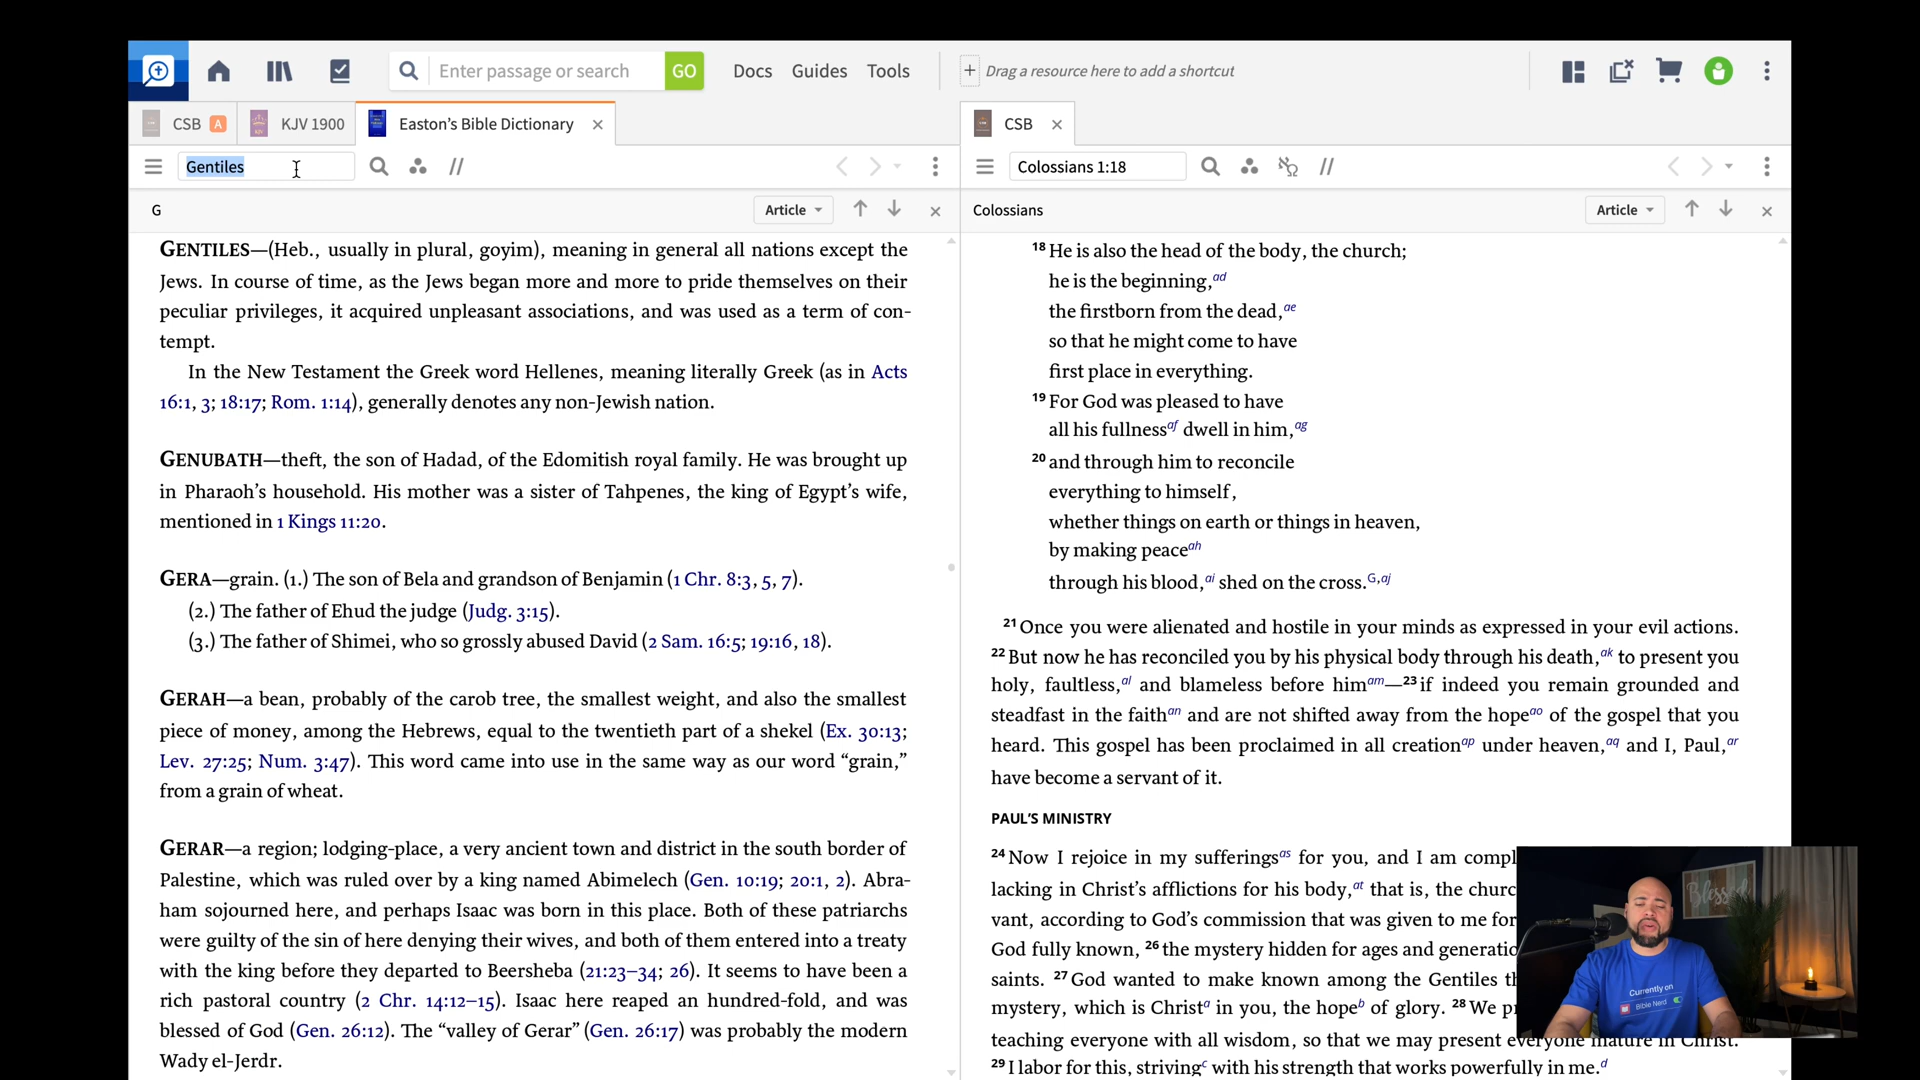 Enter passage or search
GO
Docs
Guides
Tools
Drag a resource here to add a shortcut
CSB A
KJV 1900
Easton's Bible Dictionary
CSB
Gentiles
Colossians 1:18
G
Article
Colossians
Article
GENTILES—(Heb., usually in plural, goyim), meaning in general all nations except the
Jews. In course of time, as the Jews began more and more to pride themselves on their
peculiar privileges, it acquired unpleasant associations, and was used as a term of con-
tempt.
In the New Testament the Greek word Hellenes, meaning literally Greek (as in Acts
16:1, 3; 18:17; Rom. 1:14), generally denotes any non-Jewish nation.
GENUBATH—theft, the son of Hadad, of the Edomitish royal family. He was brought up
in Pharaoh's household. His mother was a sister of Tahpenes, the king of Egypt's wife,
mentioned in 1 Kings 11:20.
GERA—grain. (1.) The son of Bela and grandson of Benjamin (1 Chr. 8:3, 5, 7).
(2.) The father of Ehud the judge (Judg. 3:15).
(3.) The father of Shimei, who so grossly abused David (2 Sam. 16:5; 19:16, 18).
GERAH—a bean, probably of the carob tree, the smallest weight, and also the smallest
piece of money, among the Hebrews, equal to the twentieth part of a shekel (Ex. 30:13;
Lev. 27:25; Num. 3:47). This word came into use in the same way as our word “grain,”
from a grain of wheat.
GERAR—a region; lodging-place, a very ancient town and district in the south border of
Palestine, which was ruled over by a king named Abimelech (Gen. 10:19; 20:1, 2). Abra-
ham sojourned here, and perhaps Isaac was born in this place. Both of these patriarchs
were guilty of the sin of here denying their wives, and both of them entered into a treaty
with the king before they departed to Beersheba (21:23–34; 26). It seems to have been a
rich pastoral country (2 Chr. 14:12–15). Isaac here reaped an hundred-fold, and was
blessed of God (Gen. 26:12). The “valley of Gerar” (Gen. 26:17) was probably the modern
Wady el-Jerdr.
18 He is also the head of the body, the church;
he is the beginning,ad
the firstborn from the dead,ae
so that he might come to have
first place in everything.
19 For God was pleased to have
all his fullnessaf dwell in him,ag
20 and through him to reconcile
everything to himself,
whether things on earth or things in heaven,
by making peaceah
through his blood,ai shed on the cross.G,aj
21 Once you were alienated and hostile in your minds as expressed in your evil actions.
22 But now he has reconciled you by his physical body through his death,ak to present you
holy, faultless,al and blameless before himam—23 if indeed you remain grounded and
steadfast in the faithan and are not shifted away from the hopeao of the gospel that you
heard. This gospel has been proclaimed in all creationap under heaven,aq and I, Paul,ar
have become a servant of it.
PAUL'S MINISTRY
24 Now I rejoice in my sufferingsas for you, and I am compl
lacking in Christ's afflictions for his body,at that is, the churc
vant, according to God's commission that was given to me for
God fully known, 26 the mystery hidden for ages and generatio
saints. 27 God wanted to make known among the Gentiles th
mystery, which is Christa in you, the hopeb of glory. 28 We pr
teaching everyone with all wisdom, so that we may present everyone mature in Christ.
29 I labor for this, strivingc with his strength that works powerfully in me.d
Blessed
Currently on
Bible Nerd